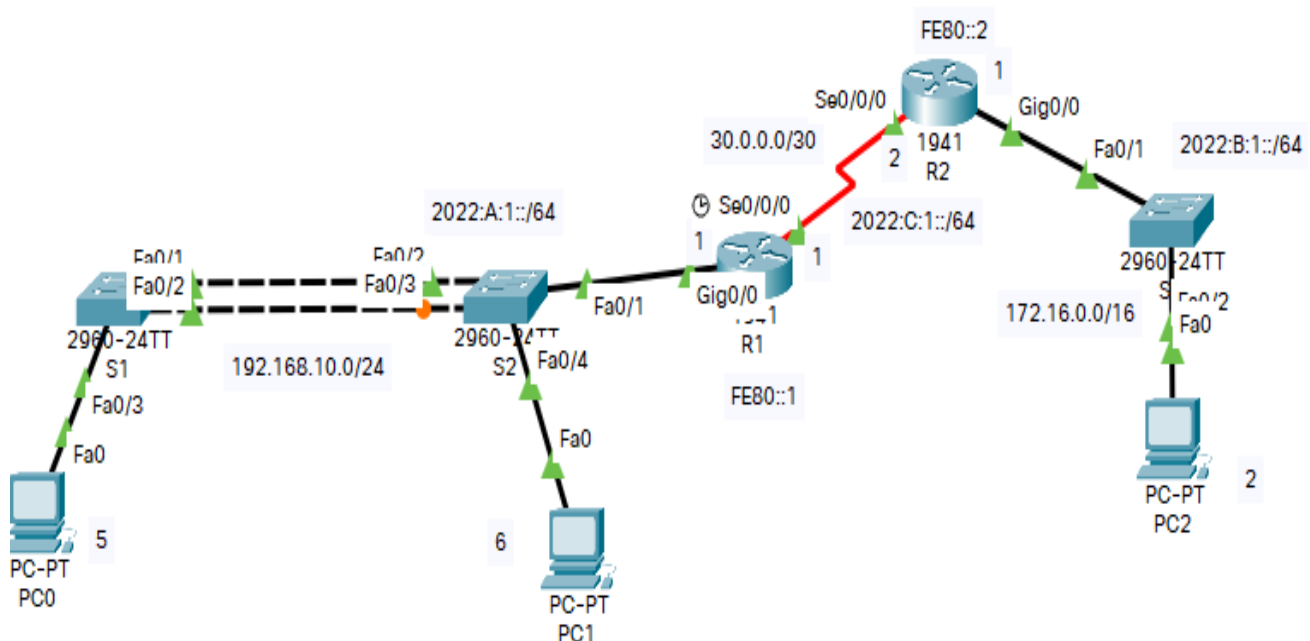 FE80::2
1
Se0/0/0
Gig0/0
30.0.0.0/30
1941
R2
2
Fa0/1
2022:B:1::/64
2022:A:1::/64
Se0/0/0
2022:C:1::/64
1
1
Fa0/1
Fa0/2
Fa0/2
Fa0/3
Fa0/1
Gig0/0
2960-24TT
2960-24TT
S1
2960-24TT
S2
R1
192.168.10.0/24
172.16.0.0/16
Fa0/2
Fa0
Fa0/4
FE80::1
Fa0/3
Fa0
Fa0
5
6
2
PC-PT
PC0
PC-PT
PC1
PC-PT
PC2